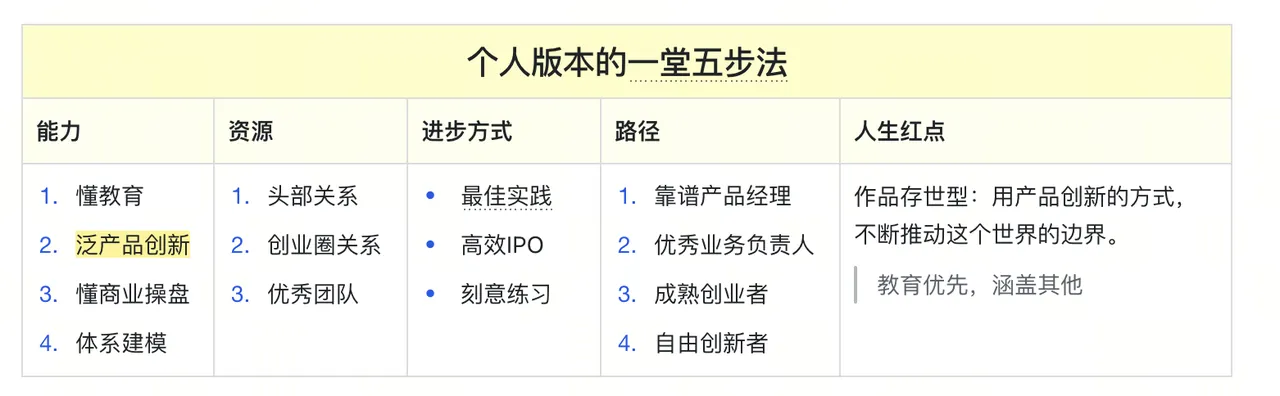 个人版本的一堂五步法
能力
资源
进步方式
路径
人生红点
1. 懂教育
2. 泛产品创新
3. 懂商业操盘
4. 体系建模
1. 头部关系
2. 创业圈关系
3. 优秀团队
• 最佳实践
• 高效IPO
• 刻意练习
1. 靠谱产品经理
2. 优秀业务负责人
3. 成熟创业者
4. 自由创新者
作品存世型：用产品创新的方式，
不断推动这个世界的边界。
教育优先，涵盖其他